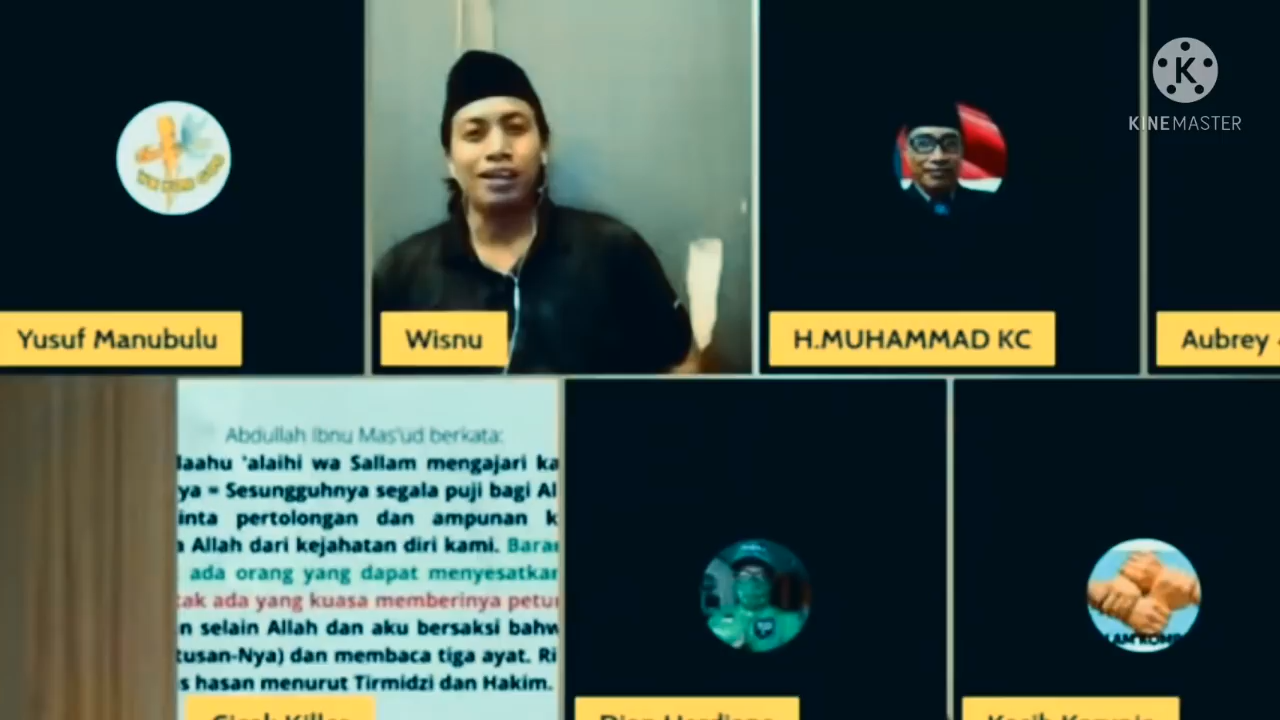 K
KINEMASTER
Yusuf Manubulu
Wisnu
H.MUHAMMAD KC
Aubrey
Abdullah Ibnu Mas'ud berkata:
laahu 'alaihi wa Sallam mengajari ka
ya = Sesungguhnya segala puji bagi Al
inta pertolongan dan ampunan k
Allah dari kejahatan diri kami. Baran
ada orang yang dapat menyesatkan
tak ada yang kuasa memberinya petun
n selain Allah dan aku bersaksi bahw
tusan-Nya) dan membaca tiga ayat. Ri
s hasan menurut Tirmidzi dan Hakim.